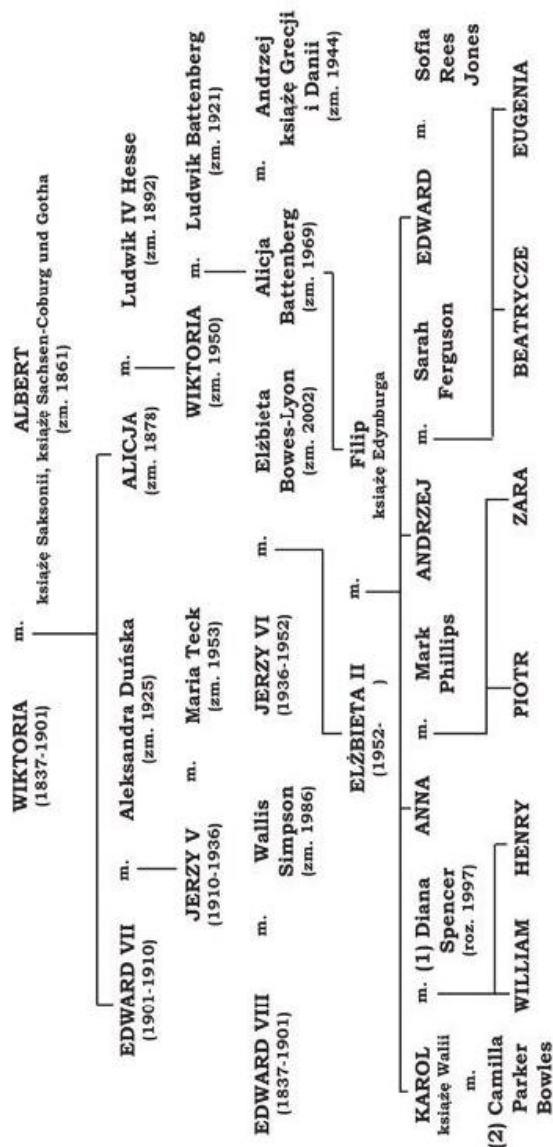 WIKTORIA m. ALBERT
(1837-1901) książę Saksonii, książę Sachsen-Coburg und Gotha
(zm. 1861)
EDWARD VII m. Aleksandra Duńska ALICJA m. Ludwik IV Hesse
(1901-1910) (zm. 1925) (zm. 1878) (zm. 1892)
JERZY V m. Maria Teck WIKTORIA m. Ludwik Battenberg
(1910-1936) (zm. 1953) (zm. 1950) (zm. 1921)
EDWARD VIII m. Wallis JERZY VI m. Elżbieta Alicja m. Andrzej
(1837-1901) Simpson (1936-1952) Bowes-Lyon Battenberg książę Grecji
(zm. 1986) (zm. 2002) (zm. 1969) i Danii
(zm. 1944)
ELŻBIETA II m. Filip
(1952- ) książę Edynburga
KAROL m. (1) Diana ANNA m. Mark ANDRZEJ m. Sarah EDWARD m. Sofia
książę Walii Spencer Phillips Ferguson Rees
m. (roz. 1997) Jones
(2) Camilla
Parker WILLIAM HENRY PIOTR ZARA BEATRYCZE EUGENIA
Bowles